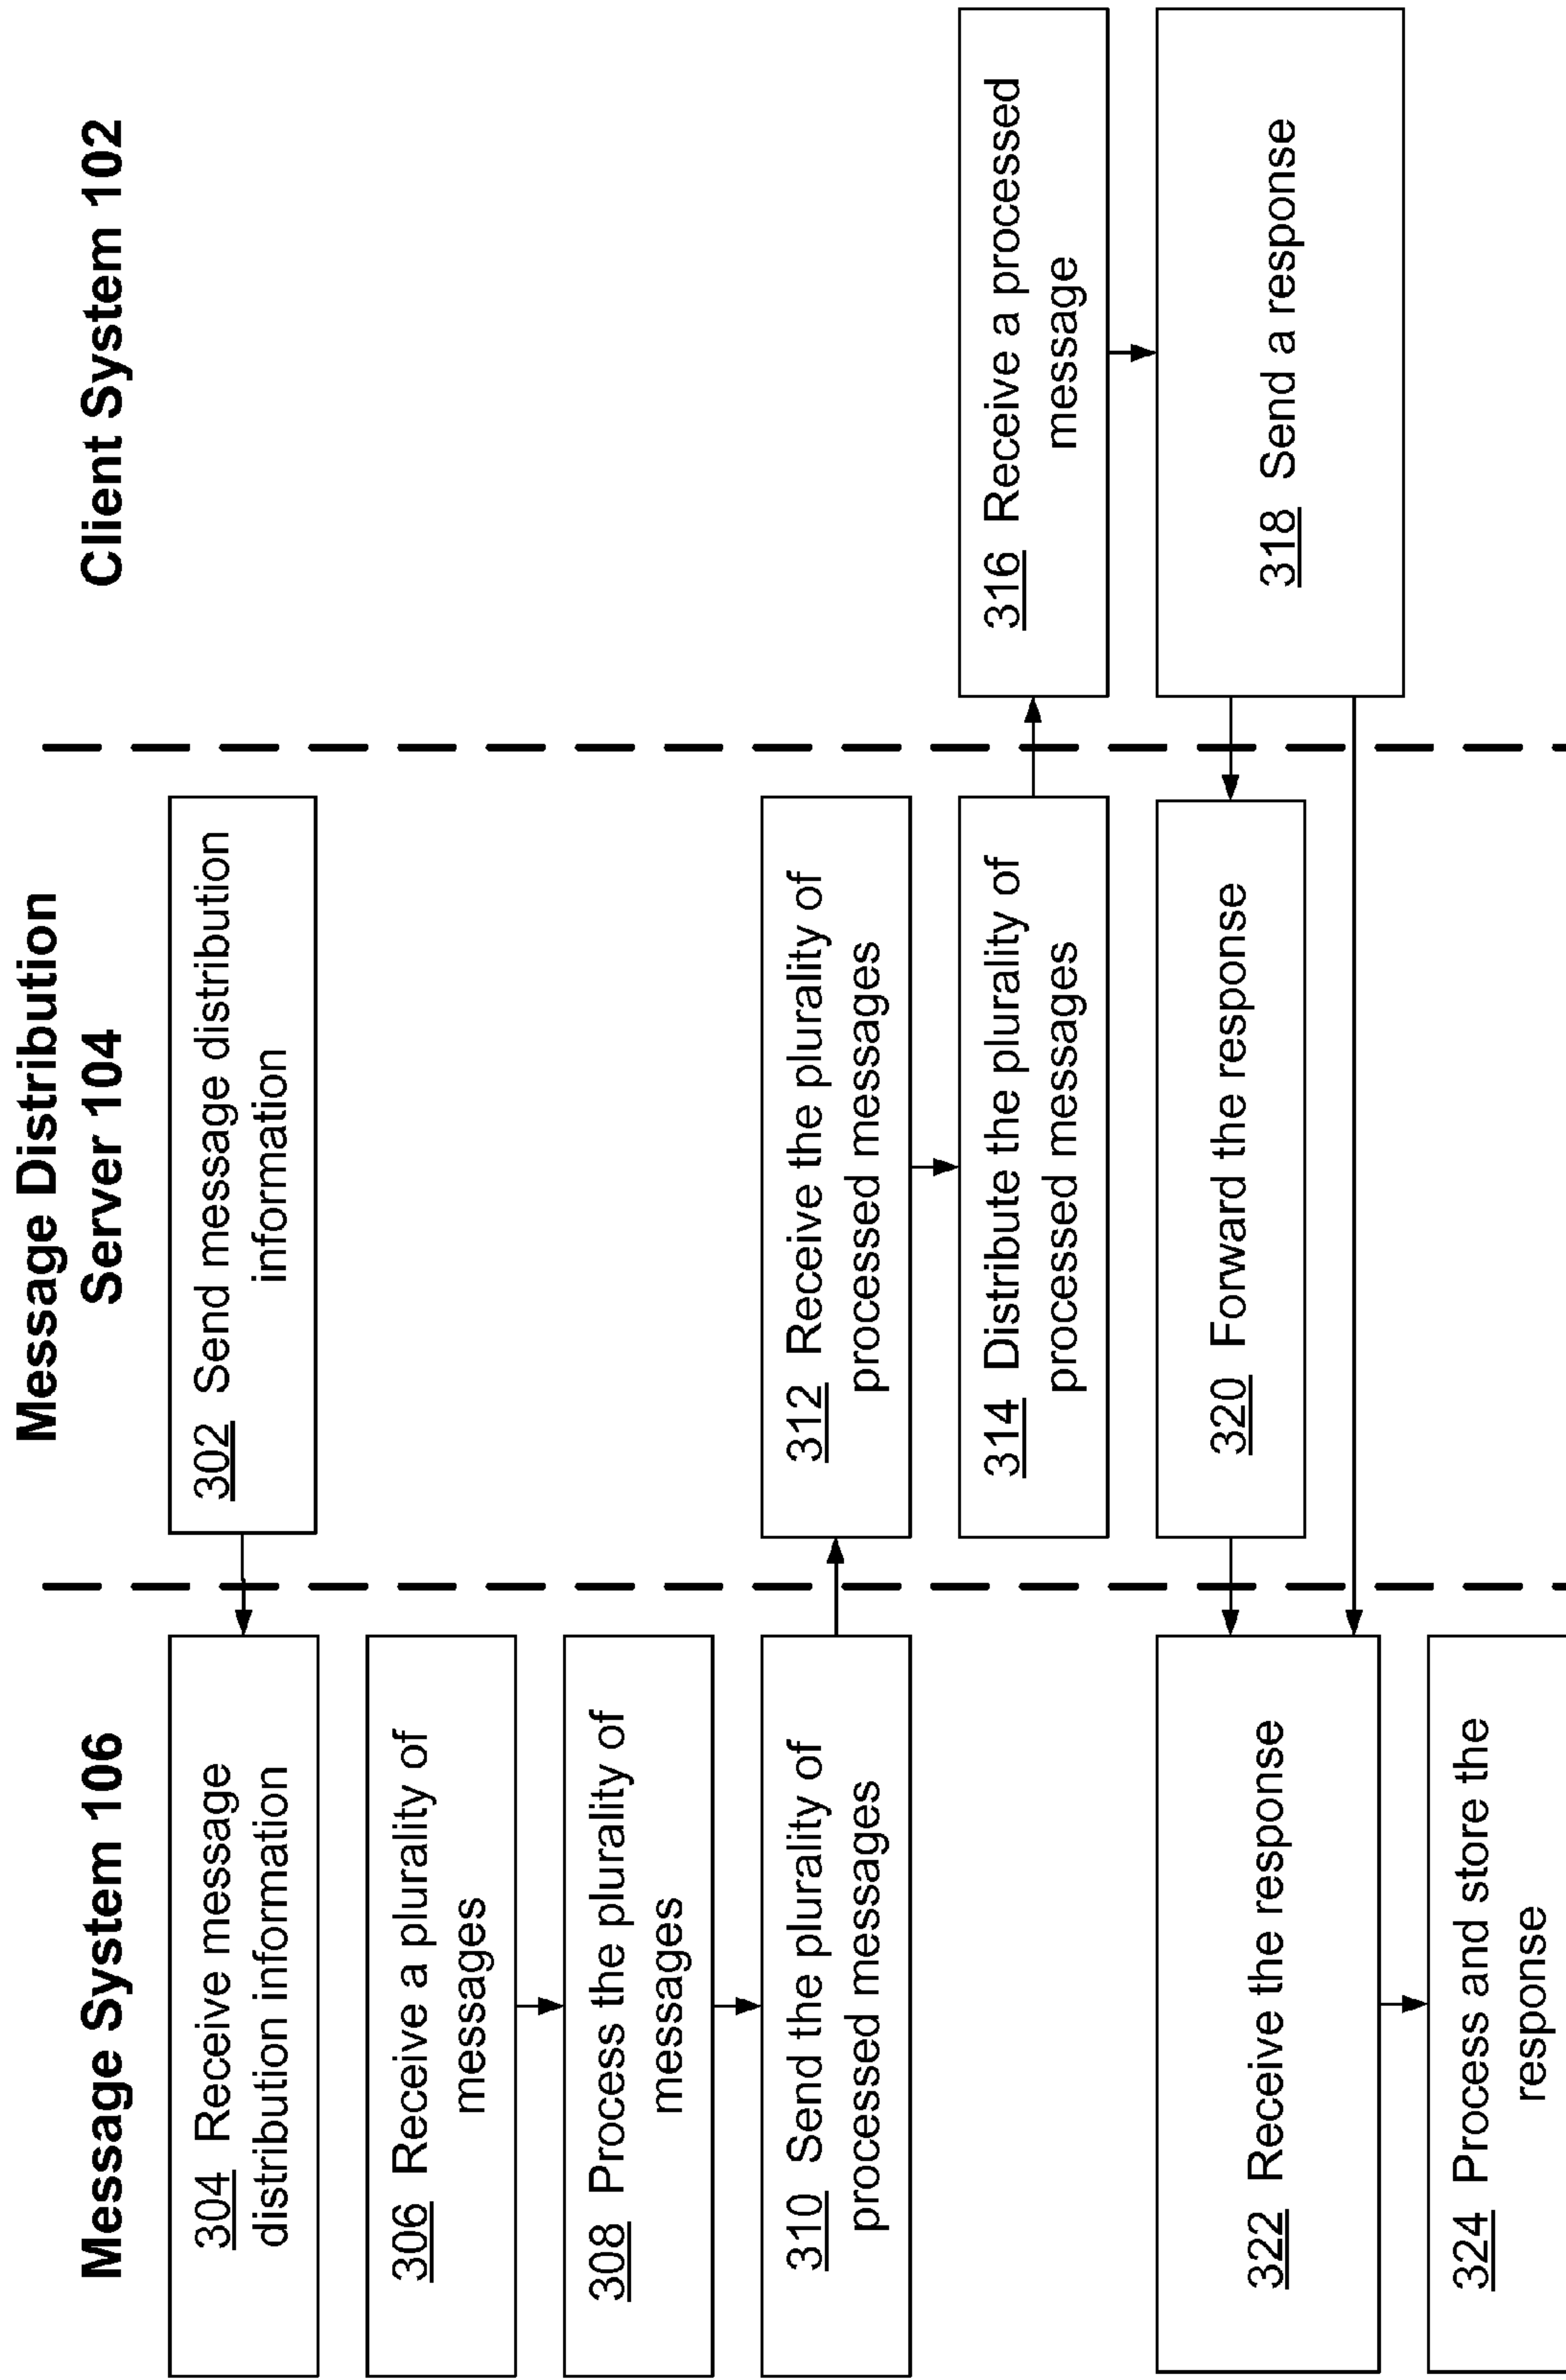 Message System 106
Message Distribution
Server 104
Client System 102
302 Send message distribution
information
304 Receive message
distribution information
306 Receive a plurality of
messages
308 Process the plurality of
messages
310 Send the plurality of
processed messages
312 Receive the plurality of
processed messages
314 Distribute the plurality of
processed messages
316 Receive a processed
message
318 Send a response
320 Forward the response
322 Receive the response
324 Process and store the
response